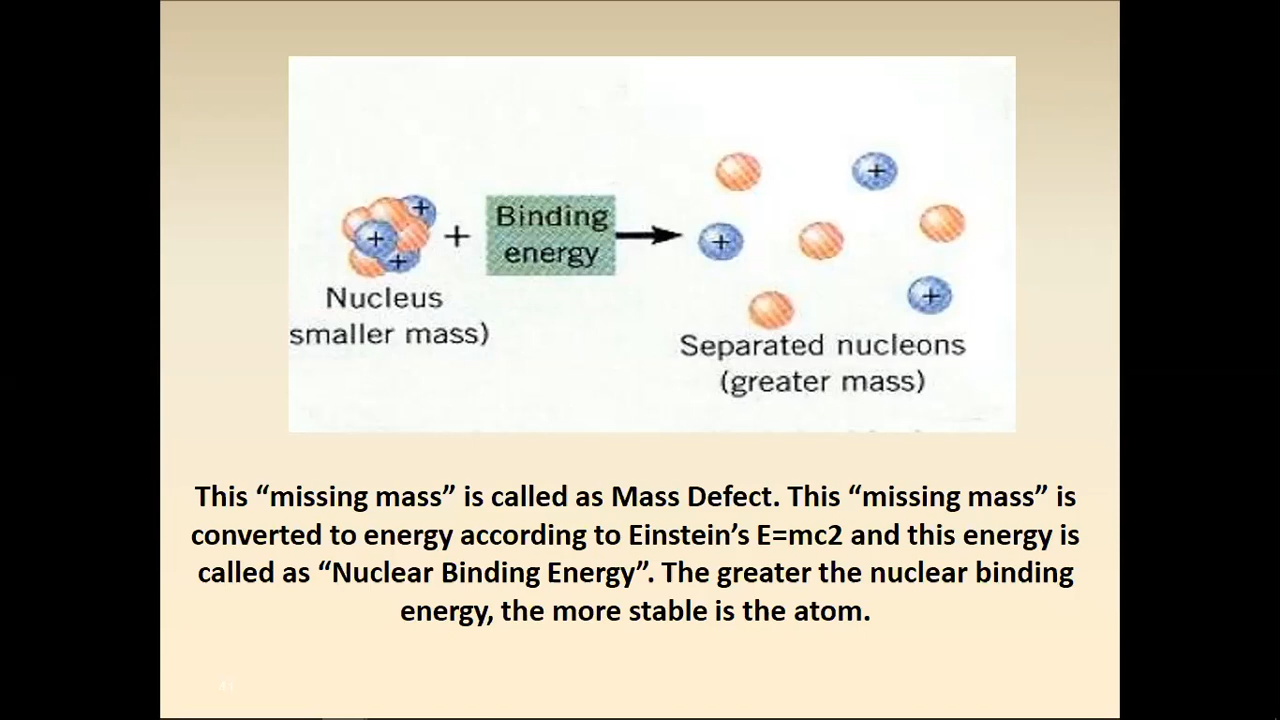 + Binding
energy
Nucleus
smaller mass)
+
+
+
+
+
+
Separated nucleons
(greater mass)
This “missing mass” is called as Mass Defect. This “missing mass” is
converted to energy according to Einstein’s E=mc2 and this energy is
called as “Nuclear Binding Energy”. The greater the nuclear binding
energy, the more stable is the atom.